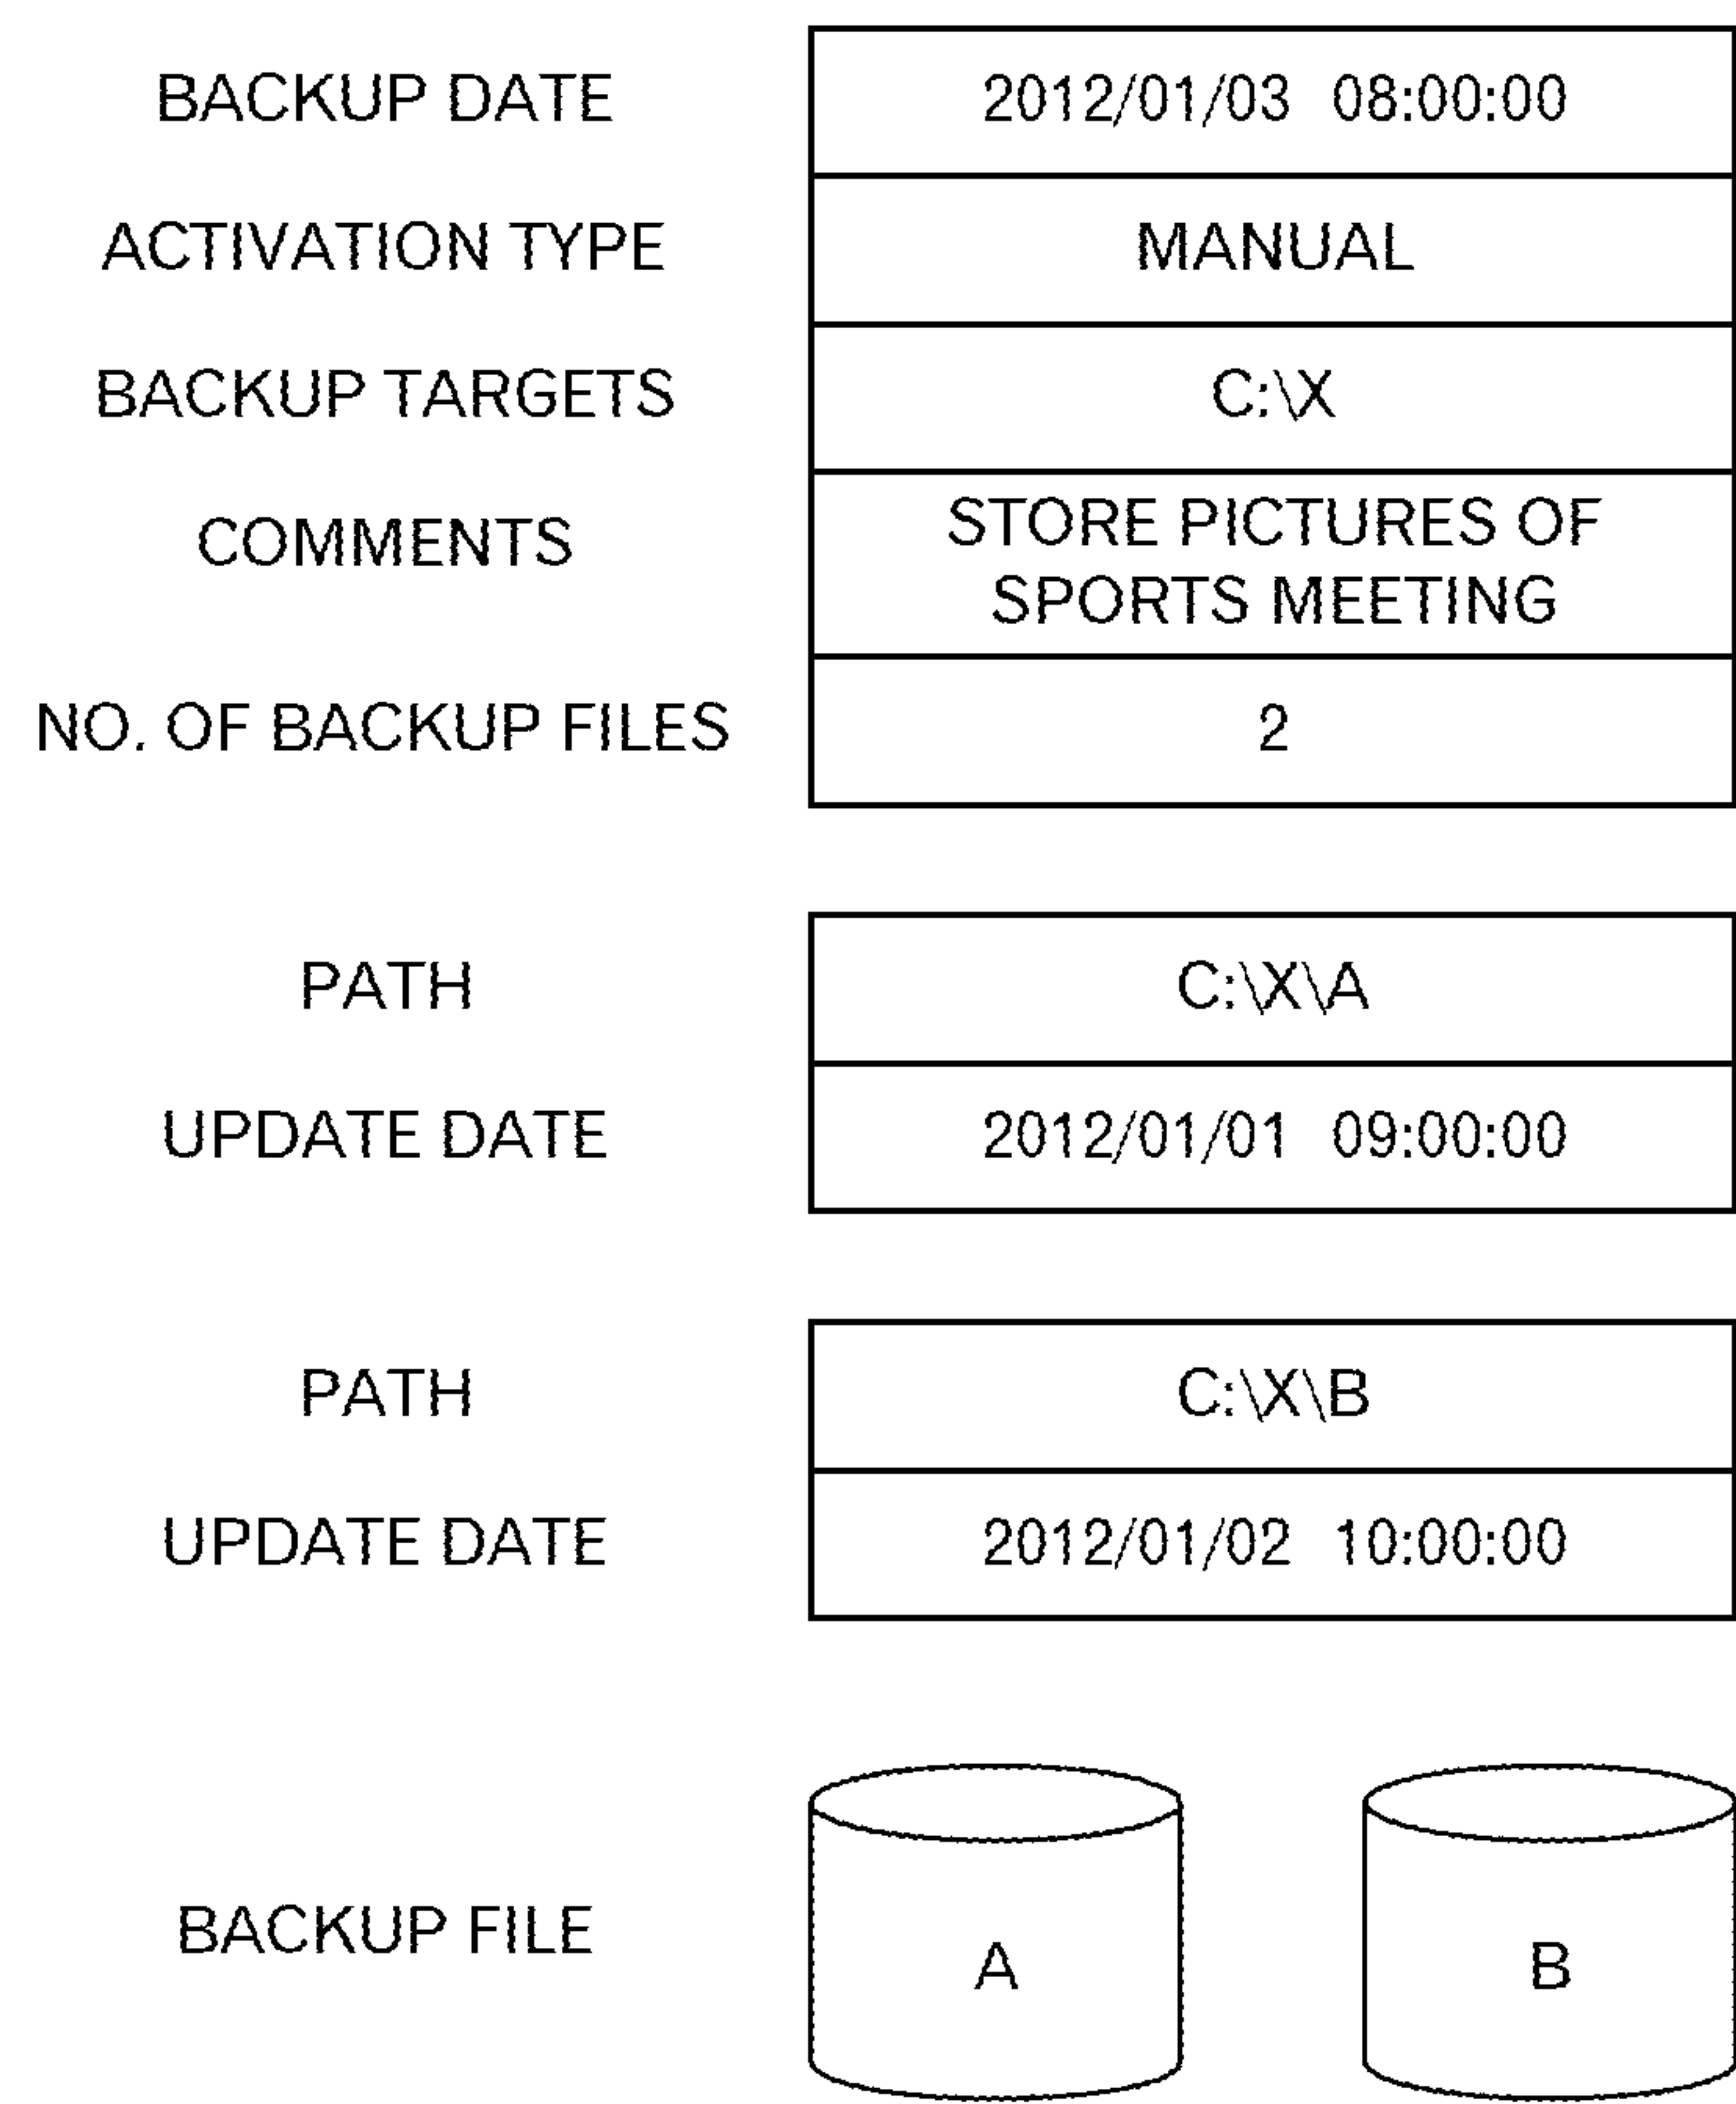 BACKUP DATE 2012/01/03 08:00:00
ACTIVATION TYPE MANUAL
BACKUP TARGETS C:\X
COMMENTS STORE PICTURES OF
SPORTS MEETING
NO. OF BACKUP FILES 2
PATH C:\X\A
UPDATE DATE 2012/01/01 09:00:00
PATH C:\X\B
UPDATE DATE 2012/01/02 10:00:00
BACKUP FILE A B